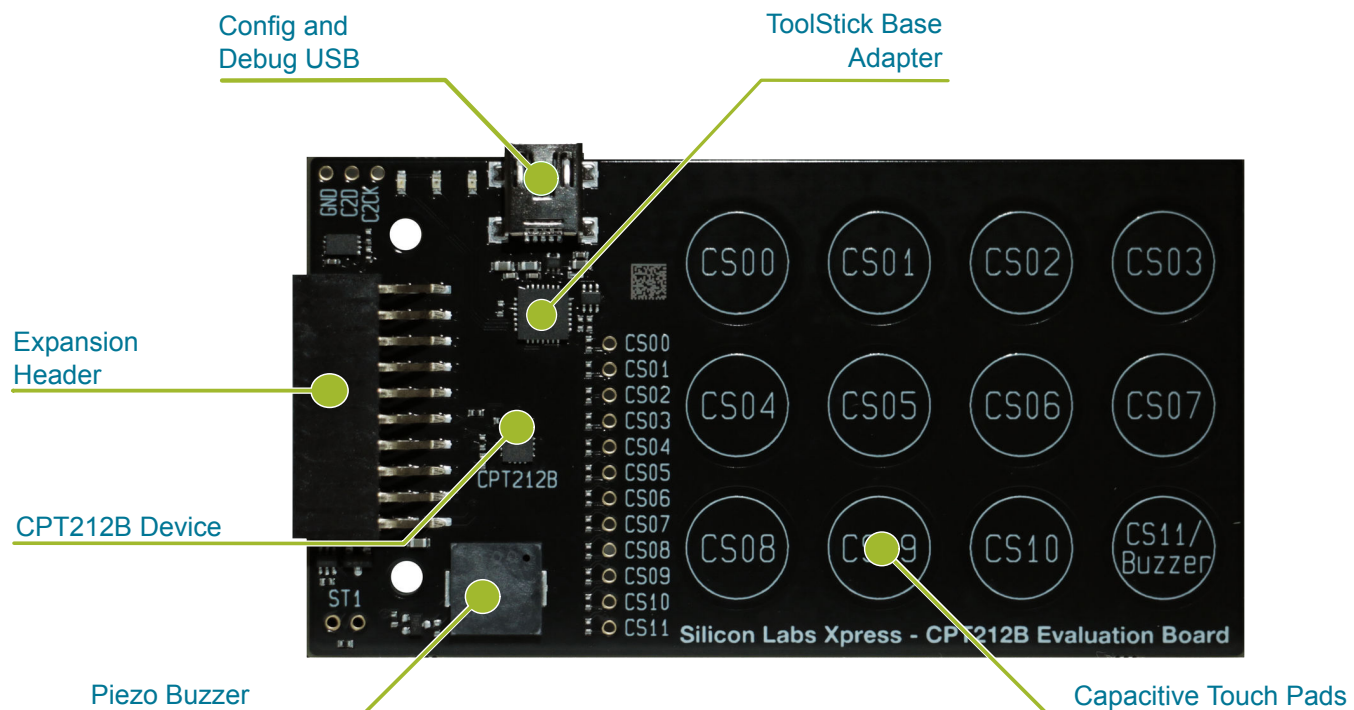 Config and
Debug USB
ToolStick Base
Adapter
GND
C2D
C2CK
CS00
CS01
CS02
CS03
Expansion
Header
CS00
CS01
CS02
CS03
CS04
CS05
CS06
CS07
CS08
CS09
CS10
CS11
CS04
CS05
CS06
CS07
CPT212B
CPT212B Device
CS08
CS10
CS11/
Buzzer
ST1
Silicon Labs Xpress - CPT212B Evaluation Board
Piezo Buzzer
Capacitive Touch Pads